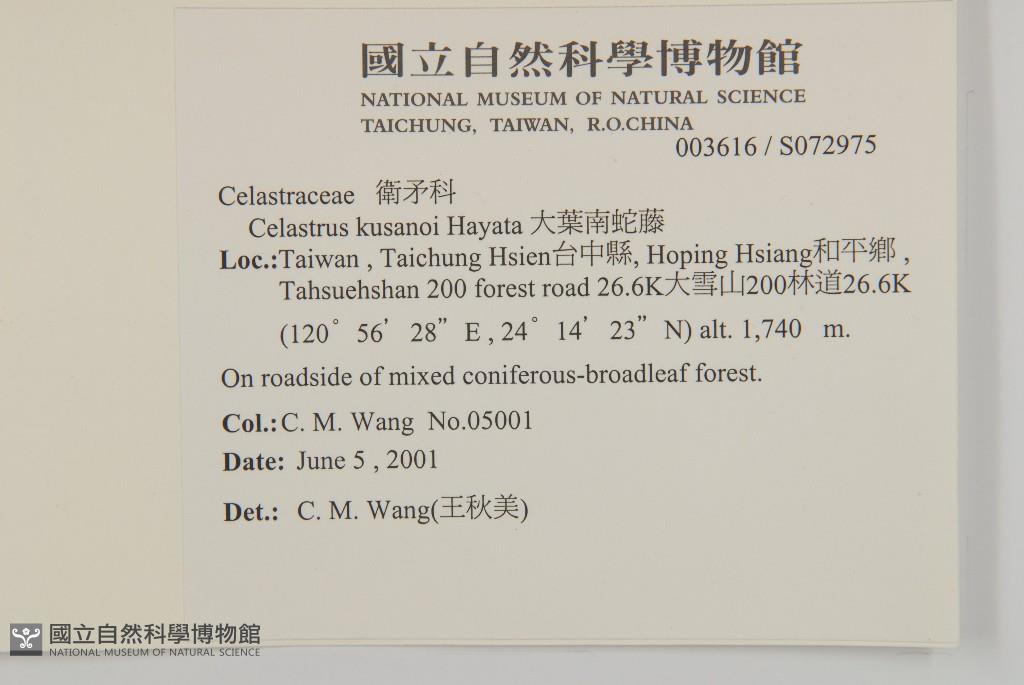 國立自然科學博物館
NATIONAL MUSEUM OF NATURAL SCIENCE
TAICHUNG, TAIWAN, R.O.CHINA
003616 / S072975
Celastraceae 衛矛科
Celastrus kusanoi Hayata 大葉南蛇藤
Loc.:Taiwan , Taichung Hsien台中縣, Hoping Hsiang和平鄉 ,
Tahsuehshan 200 forest road 26.6K大雪山200林道26.6K
(120° 56’ 28” E , 24° 14’ 23” N) alt. 1,740 m.
On roadside of mixed coniferous-broadleaf forest.
Col.:C. M. Wang No.05001
Date: June 5 , 2001
Det.: C. M. Wang(王秋美)
國立自然科學博物館
NATIONAL MUSEUM OF NATURAL SCIENCE